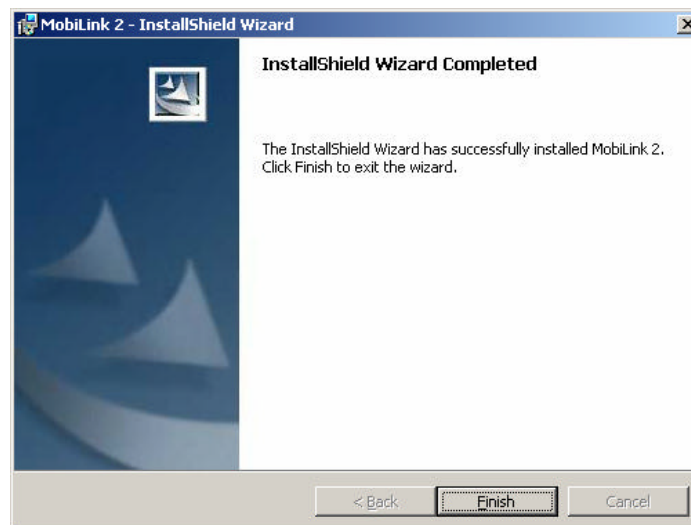 MobiLink 2 - InstallShield Wizard
InstallShield Wizard Completed
The InstallShield Wizard has successfully installed MobiLink 2.
Click Finish to exit the wizard.
< Back
Finish
Cancel